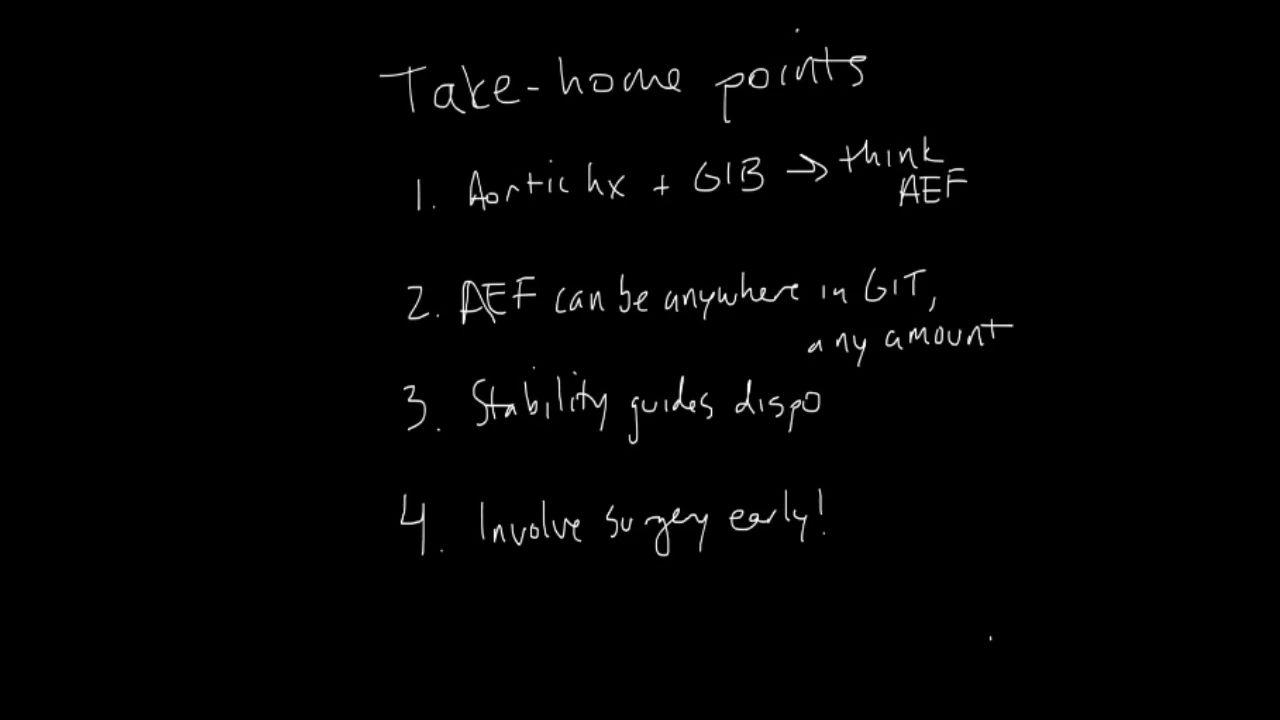 Take-home points
1. Aortic hx + GIB → think
AEF
2. AEF can be anywhere in GIT,
any amount
3. Stability guides dispo
4. Involve surgery early!